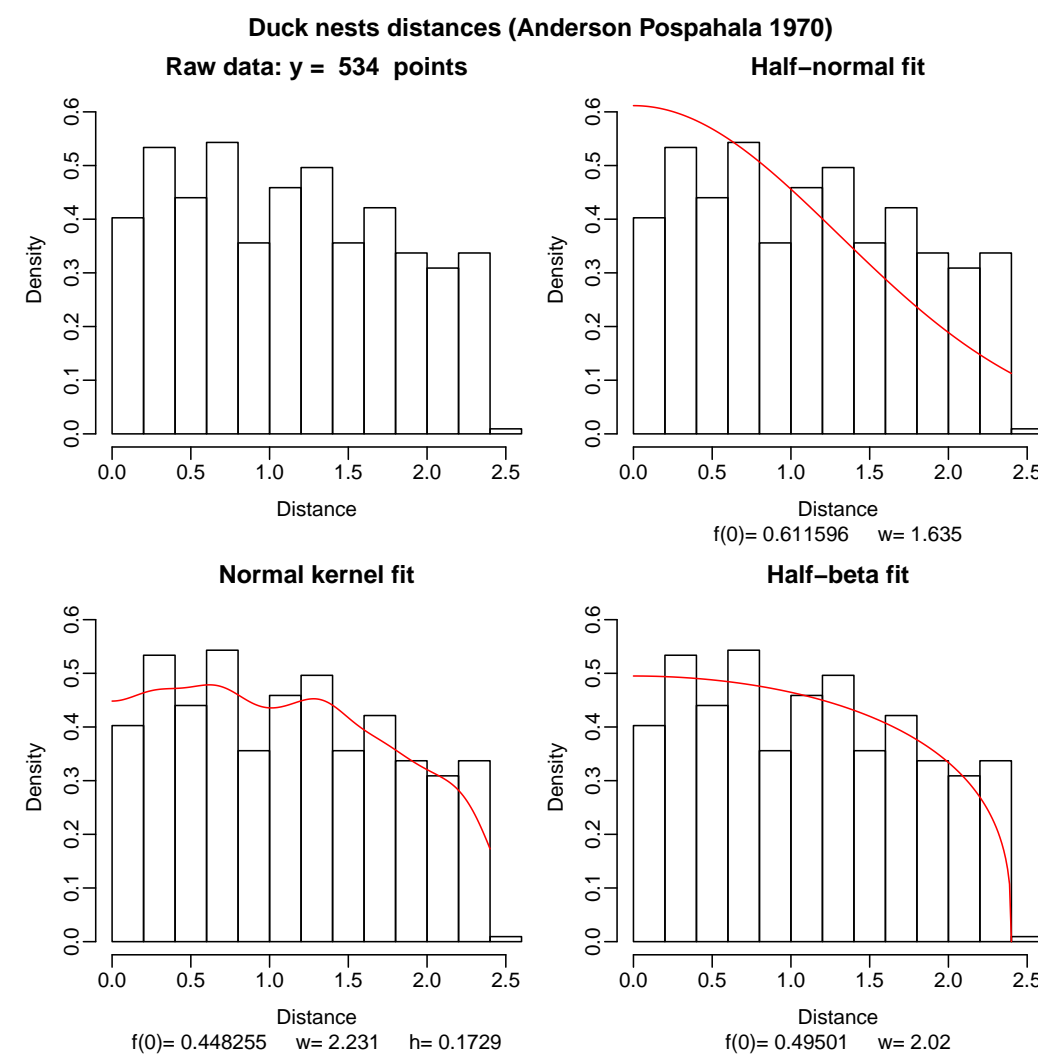 Duck nests distances (Anderson Pospahala 1970)
Raw data: y =  534  points
Half−normal fit
0.6
0.5
0.4
0.3
0.2
0.1
0.0
Density
0.0 0.5 1.0 1.5 2.0 2.5
Distance
0.6
0.5
0.4
0.3
0.2
0.1
0.0
Density
0.0 0.5 1.0 1.5 2.0 2.5
Distance
f(0)= 0.611596 w= 1.635
Normal kernel fit
Half−beta fit
0.6
0.5
0.4
0.3
0.2
0.1
0.0
Density
0.0 0.5 1.0 1.5 2.0 2.5
Distance
f(0)= 0.448255 w= 2.231 h= 0.1729
0.6
0.5
0.4
0.3
0.2
0.1
0.0
Density
0.0 0.5 1.0 1.5 2.0 2.5
Distance
f(0)= 0.49501 w= 2.02